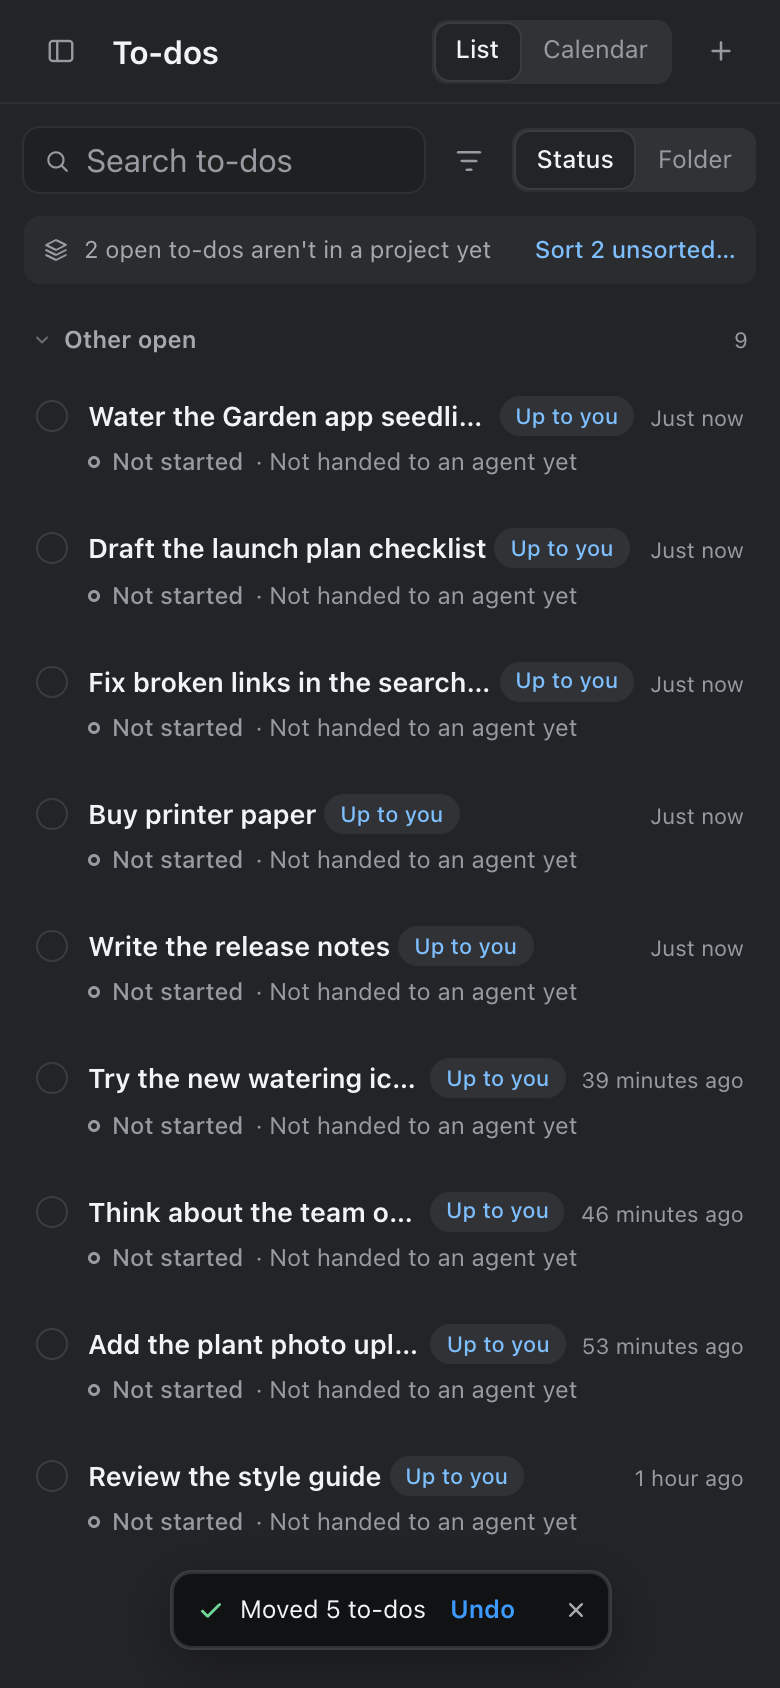 To-dos
List
Calendar
Search to-dos
Status
Folder
2 open to-dos aren't in a project yet
Sort 2 unsorted...
Other open
9
Water the Garden app seedli...
Up to you
Just now
Not started · Not handed to an agent yet
Draft the launch plan checklist
Up to you
Just now
Not started · Not handed to an agent yet
Fix broken links in the search...
Up to you
Just now
Not started · Not handed to an agent yet
Buy printer paper
Up to you
Just now
Not started · Not handed to an agent yet
Write the release notes
Up to you
Just now
Not started · Not handed to an agent yet
Try the new watering ic...
Up to you
39 minutes ago
Not started · Not handed to an agent yet
Think about the team o...
Up to you
46 minutes ago
Not started · Not handed to an agent yet
Add the plant photo upl...
Up to you
53 minutes ago
Not started · Not handed to an agent yet
Review the style guide
Up to you
1 hour ago
Not started · Not handed to an agent yet
Moved 5 to-dos
Undo